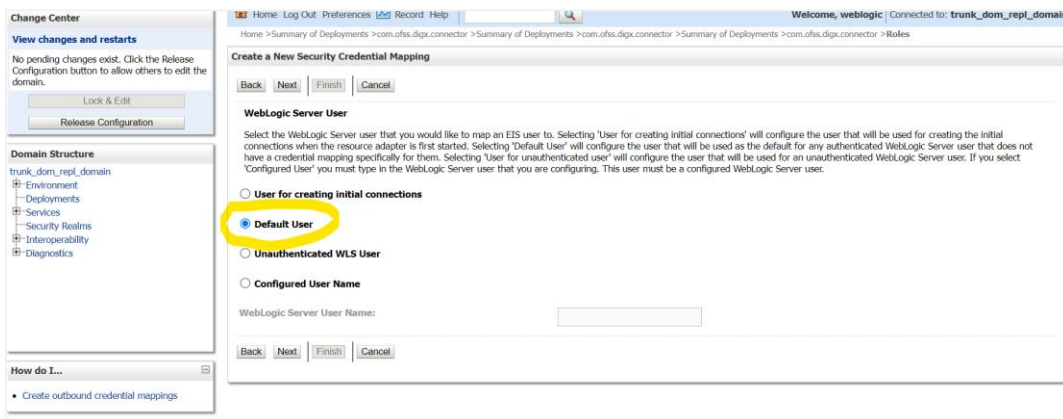 Change Center
View changes and restarts
No pending changes exist. Click the Release
Configuration button to allow others to edit the
domain.
Lock & Edit
Release Configuration
Domain Structure
trunk_dom_repl_domain
Environment
Deployments
Services
Security Realms
Interoperability
Diagnostics
How do I...
Create outbound credential mappings
Home Log Out Preferences Record Help
Welcome, weblogic Connected to: trunk_dom_repl_domain
Home >Summary of Deployments >com.ofss.digx.connector >Summary of Deployments >com.ofss.digx.connector >Summary of Deployments >com.ofss.digx.connector >Roles
Create a New Security Credential Mapping
Back Next Finish Cancel
WebLogic Server User
Select the WebLogic Server user that you would like to map an EIS user to. Selecting 'User for creating initial connections' will configure the user that will be used for creating the initial
connections when the resource adapter is first started. Selecting 'Default User' will configure the user that will be used as the default for any authenticated WebLogic Server user that does not
have a credential mapping specifically for them. Selecting 'User for unauthenticated user' will configure the user that will be used for an unauthenticated WebLogic Server user. If you select
'Configured User' you must type in the WebLogic Server user that you are configuring. This user must be a configured WebLogic Server user.
User for creating initial connections
Default User
Unauthenticated WLS User
Configured User Name
WebLogic Server User Name:
Back Next Finish Cancel